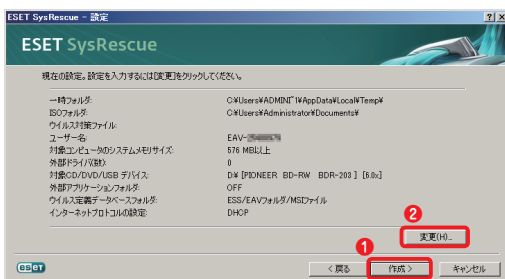 ESET SysRescue - 設定
ESET SysRescue
現在の設定。設定を入力するには[変更]をクリックしてください。
一時フォルダ: C:¥Users¥ADMINI~1¥AppData¥Local¥Temp¥
ISOフォルダ: C:¥Users¥Administrator¥Documents¥
ウイルス対策ファイル:
ユーザー名: EAV-
対象コンピュータのシステムメモリサイズ: 576 MB以上
外部ドライバ(数): 0
対象CD/DVD/USB デバイス: D:¥ [PIONEER BD-RW BDR-203 ] [6.0x]
外部アプリケーションフォルダ: OFF
ウイルス定義データベースフォルダ: ESS/EAVフォルダ/MSIファイル
インターネットプロトコルの設定: DHCP
2
変更(H)...
1
eset
< 戻る
作成 >
キャンセル